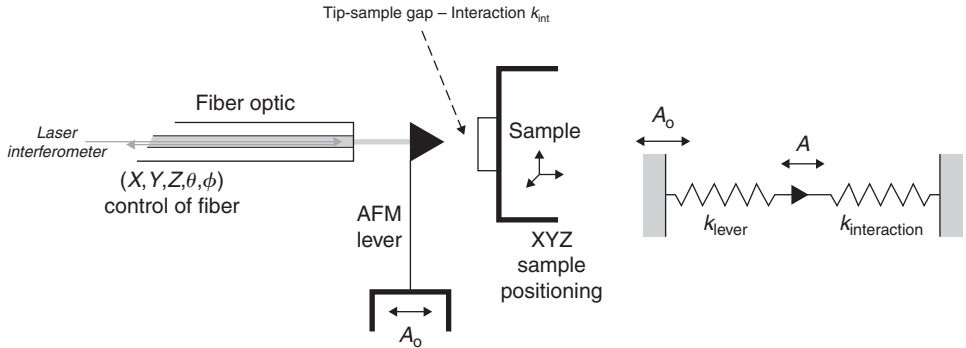 Tip-sample gap – Interaction kint
Fiber optic
Laser
interferometer
(X,Y,Z,θ,ϕ)
control of fiber
AFM
lever
Ao
Sample
XYZ
sample
positioning
Ao
A
klever
kinteraction